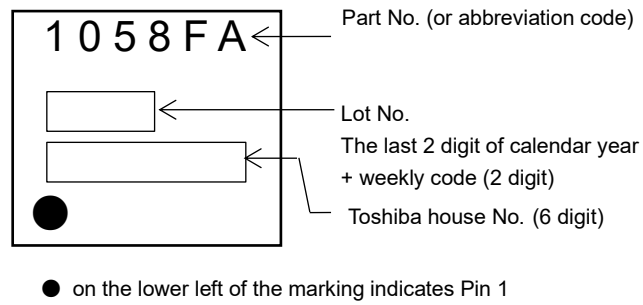 1058FA
Part No. (or abbreviation code)
Lot No.
The last 2 digit of calendar year
+ weekly code (2 digit)
Toshiba house No. (6 digit)
● on the lower left of the marking indicates Pin 1